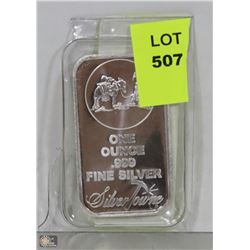 LOT
507
ONE
OUNCE
.999
FINE SILVER
SilverTowne